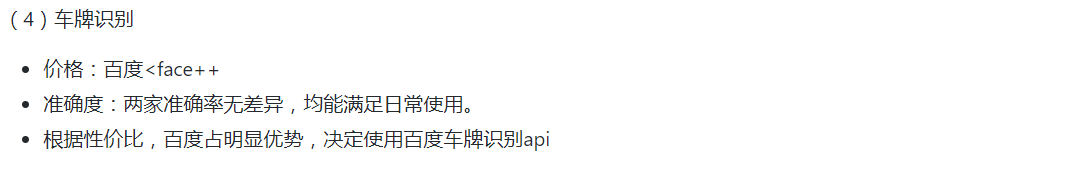 （4）车牌识别
• 价格：百度<face++
• 准确度：两家准确率无差异，均能满足日常使用。
• 根据性价比，百度占明显优势，决定使用百度车牌识别api